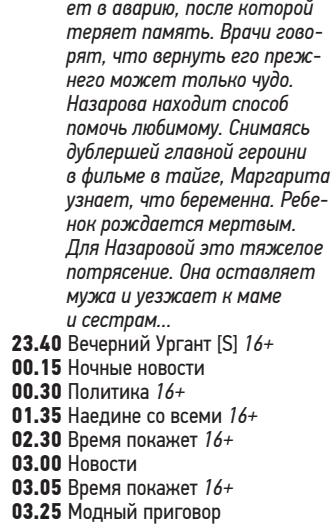 ет в аварию, после которой
теряет память. Врачи гово-
рят, что вернуть его преж-
него может только чудо.
Назарова находит способ
помочь любимому. Снимаясь
дублершей главной героини
в фильме в тайге, Маргарита
узнает, что беременна. Ребе-
нок рождается мертвым.
Для Назаровой это тяжелое
потрясение. Она оставляет
мужа и уезжает к маме
и сестрам...
23.40 Вечерний Ургант [S] 16+
00.15 Ночные новости
00.30 Политика 16+
01.35 Наедине со всеми 16+
02.30 Время покажет 16+
03.00 Новости
03.05 Время покажет 16+
03.25 Модный приговор